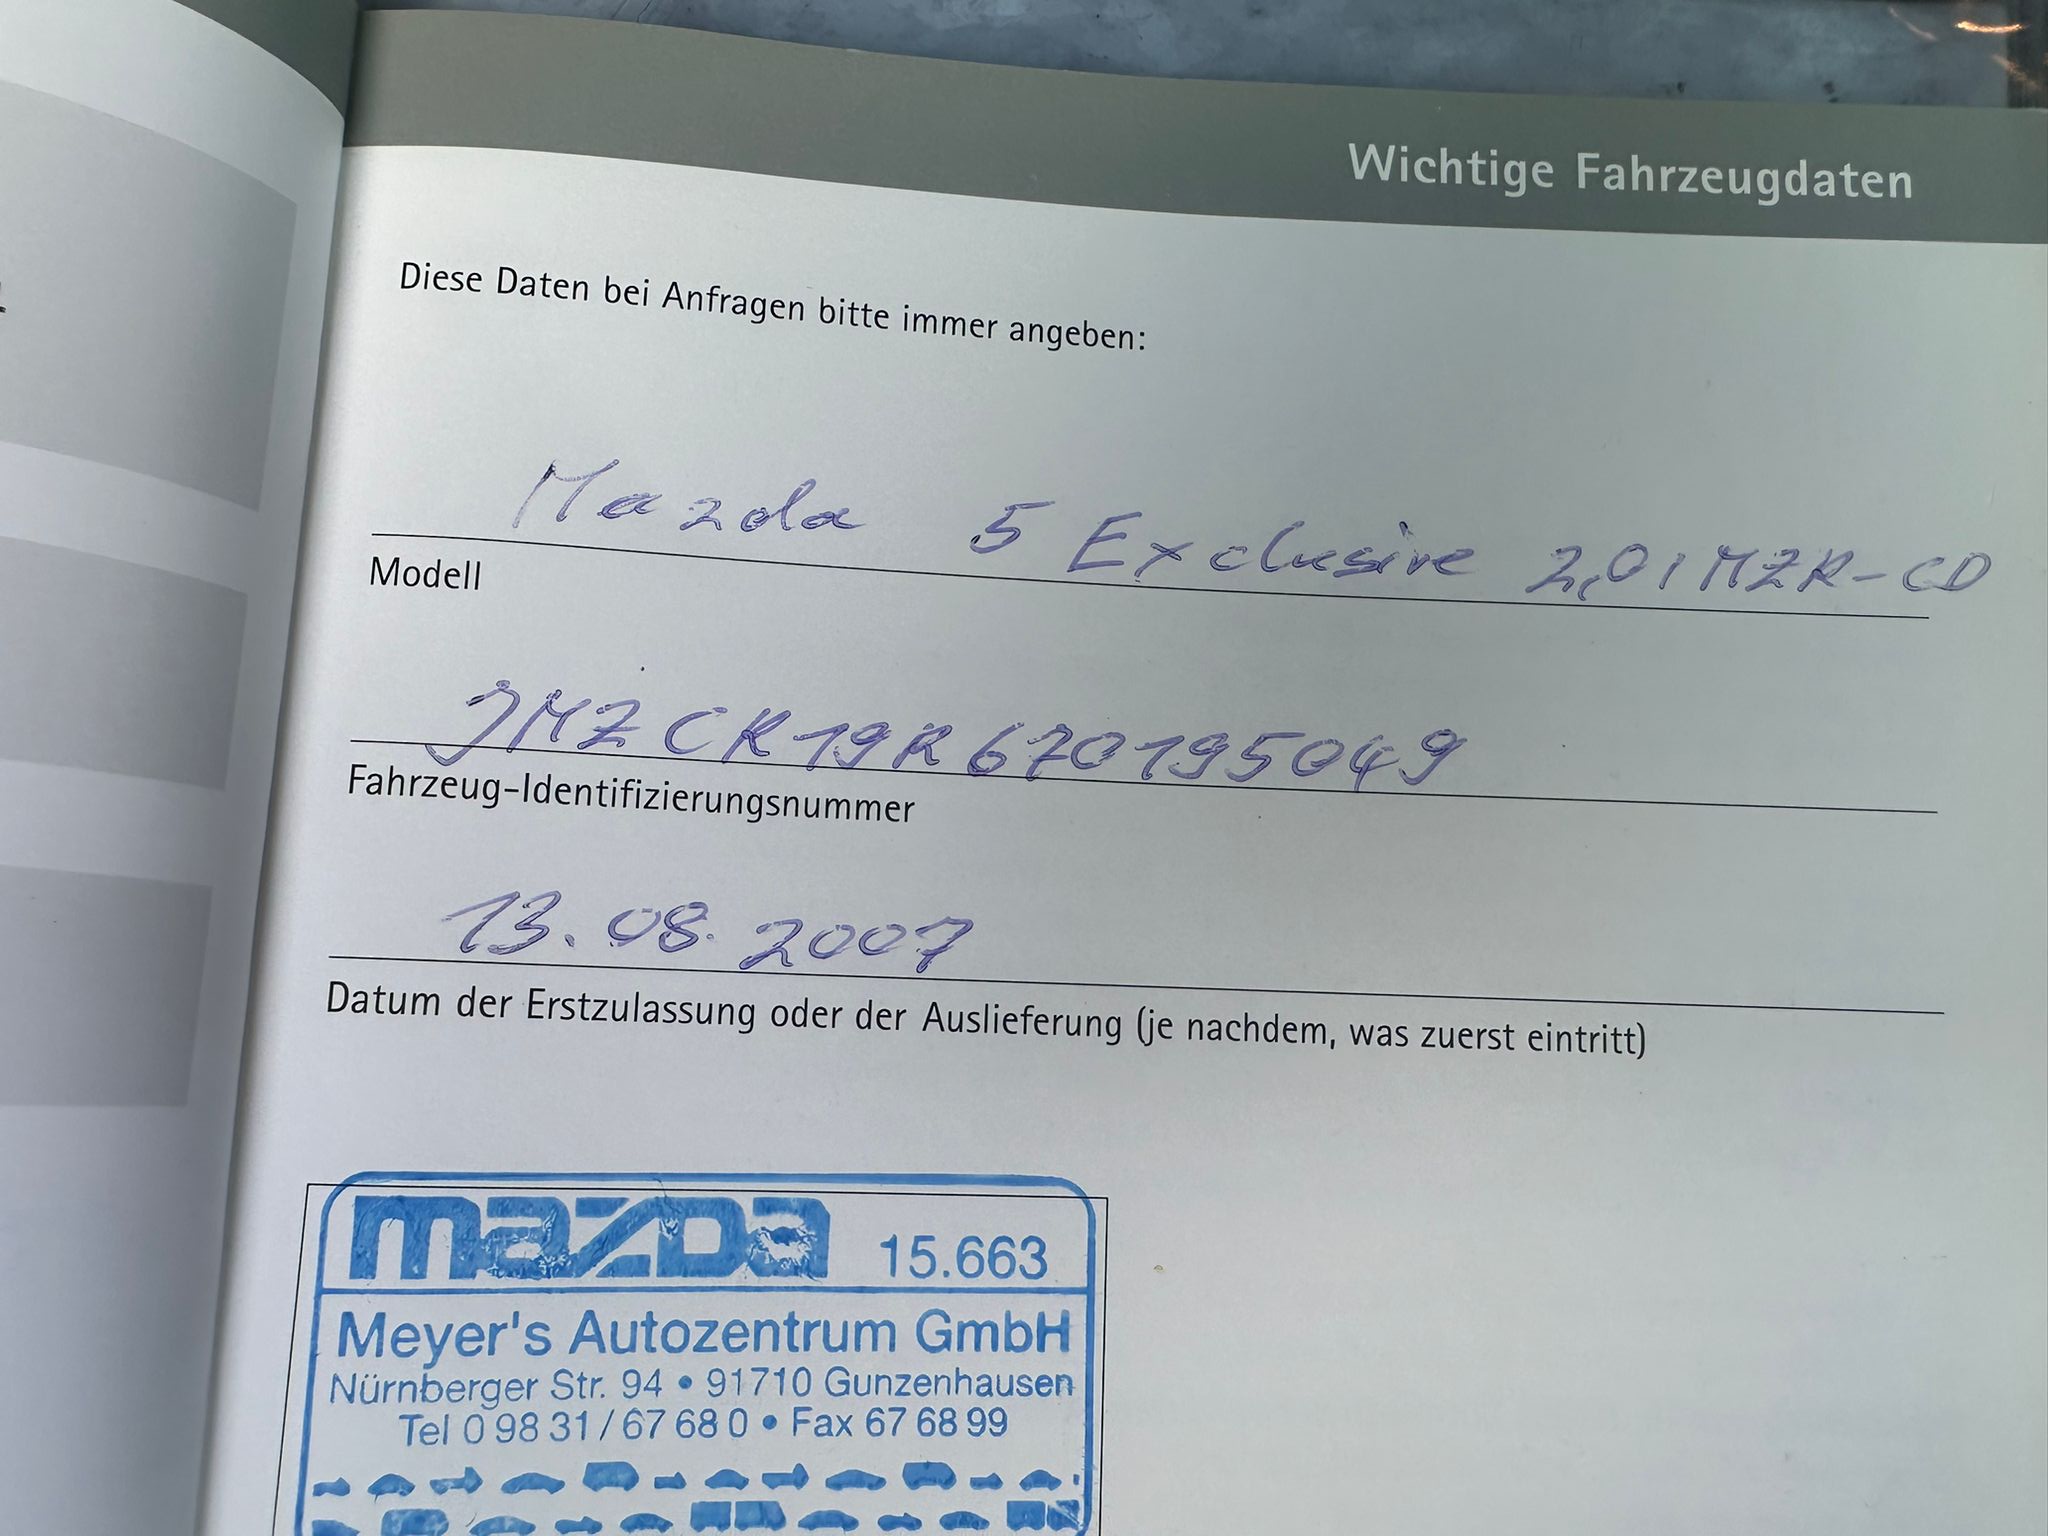 Wichtige Fahrzeugdaten
Diese Daten bei Anfragen bitte immer angeben:
Mazda 5 Exclusive 2,0i MZR-CD
Modell
JMZCR19R670195049
Fahrzeug-Identifizierungsnummer
13.08.2007
Datum der Erstzulassung oder der Auslieferung (je nachdem, was zuerst eintritt)
mazda 15.663
Meyer's Autozentrum GmbH
Nürnberger Str. 94 • 91710 Gunzenhausen
Tel 0 98 31 / 67 68 0 • Fax 67 68 99